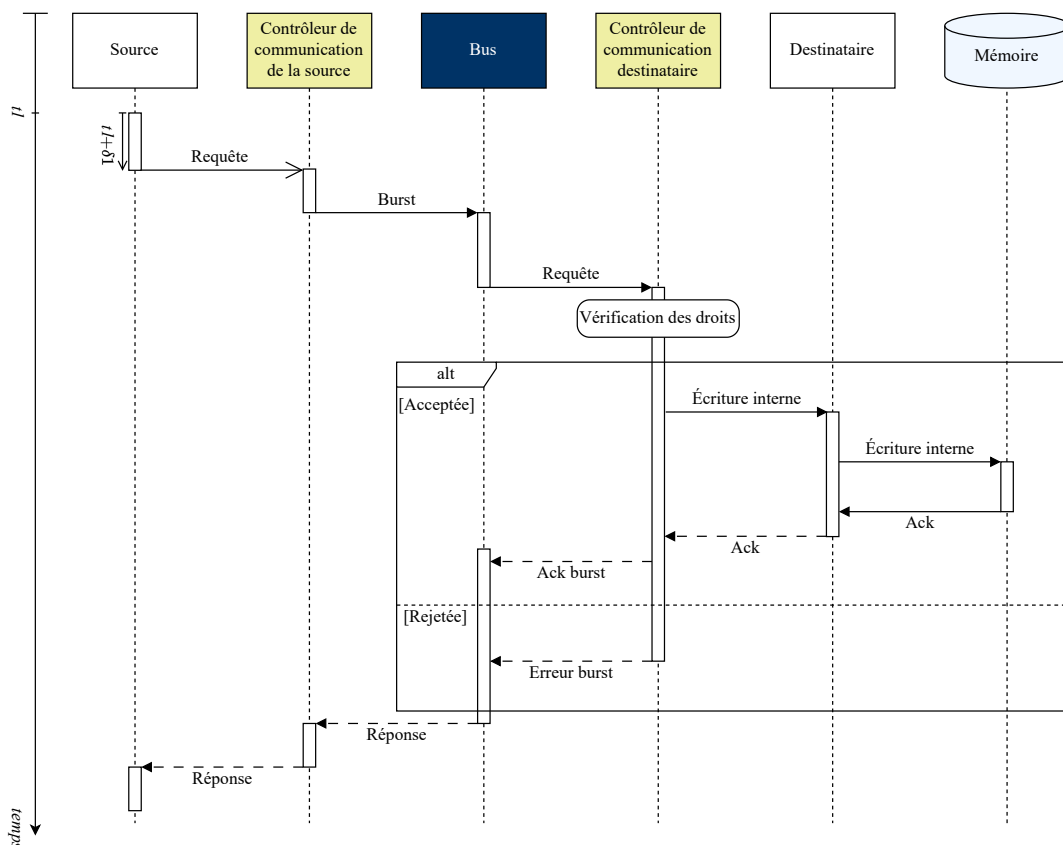 Source
Contrôleur de
communication
de la source
Bus
Contrôleur de
communication
destinataire
Destinataire
Mémoire
t1
t1+δ1
Requête
Burst
Requête
Vérification des droits
alt
[Acceptée]
Écriture interne
Écriture interne
Ack
Ack
Ack burst
[Rejetée]
Erreur burst
Réponse
Réponse
temps